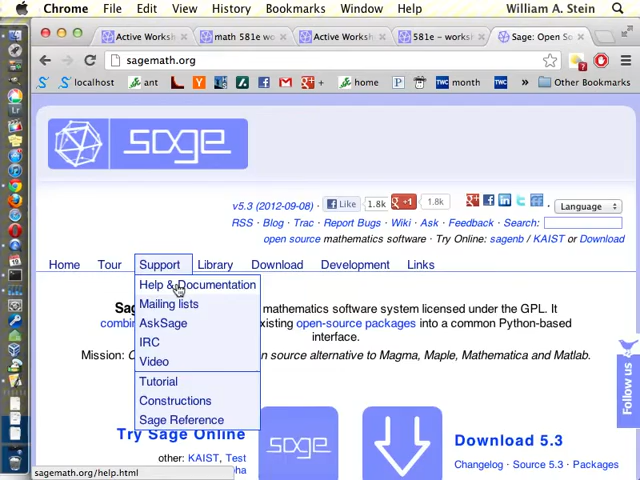 Chrome File Edit View History Bookmarks Window Help William A. Stein
Active Worksh
math 581e w
Active Worksh
581e - works
Sage: Open So
sagemath.org
localhost
ant
home
month
Other Bookmarks
sage
v5.3 (2012-09-08) Like 1.8k +1 1.8k Language
RSS · Blog · Trac · Report Bugs · Wiki · Ask · Feedback · Search:
open source mathematics software · Try Online: sagenb / KAIST or Download
Home Tour Support Library Download Development Links
Help & Documentation
Mailing lists
AskSage
IRC
Video
Tutorial
Constructions
Sage Reference
Sag mathematics software system licensed under the GPL. It
combin existing open-source packages into a common Python-based
interface.
Mission: C n source alternative to Magma, Maple, Mathematica and Matlab.
Follow us
Try Sage Online
other: KAIST, Test
sage
Download 5.3
Changelog · Source 5.3 · Packages
sagemath.org/help.html